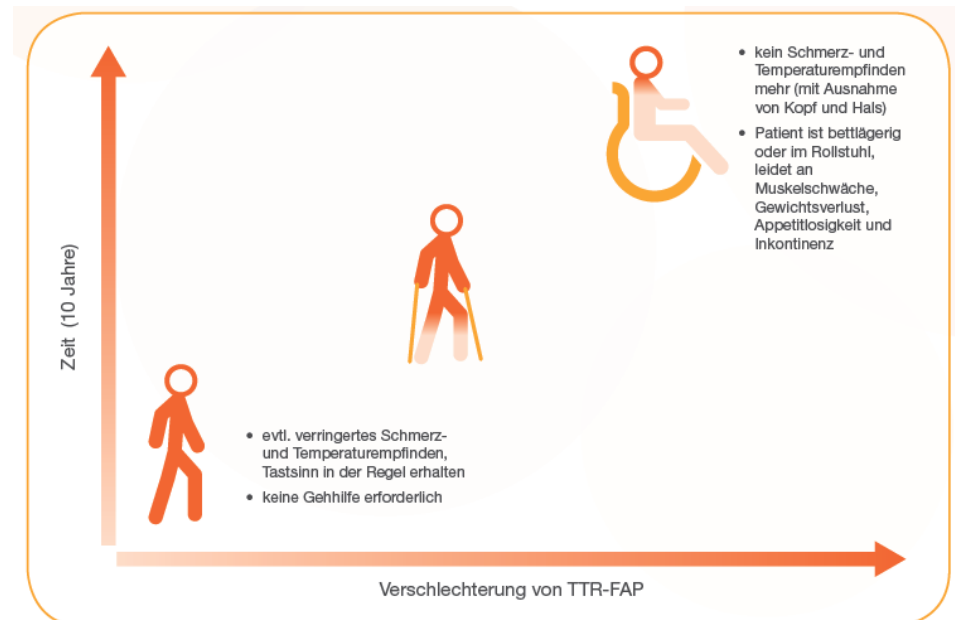 • kein Schmerz- und
Temperaturempfinden
mehr (mit Ausnahme
von Kopf und Hals)
• Patient ist bettlägerig
oder im Rollstuhl,
leidet an
Muskelschwäche,
Gewichtsverlust,
Appetitlosigkeit und
Inkontinenz
Zeit (10 Jahre)
• evtl. verringertes Schmerz-
und Temperaturempfinden,
Tastsinn in der Regel erhalten
• keine Gehhilfe erforderlich
Verschlechterung von TTR-FAP